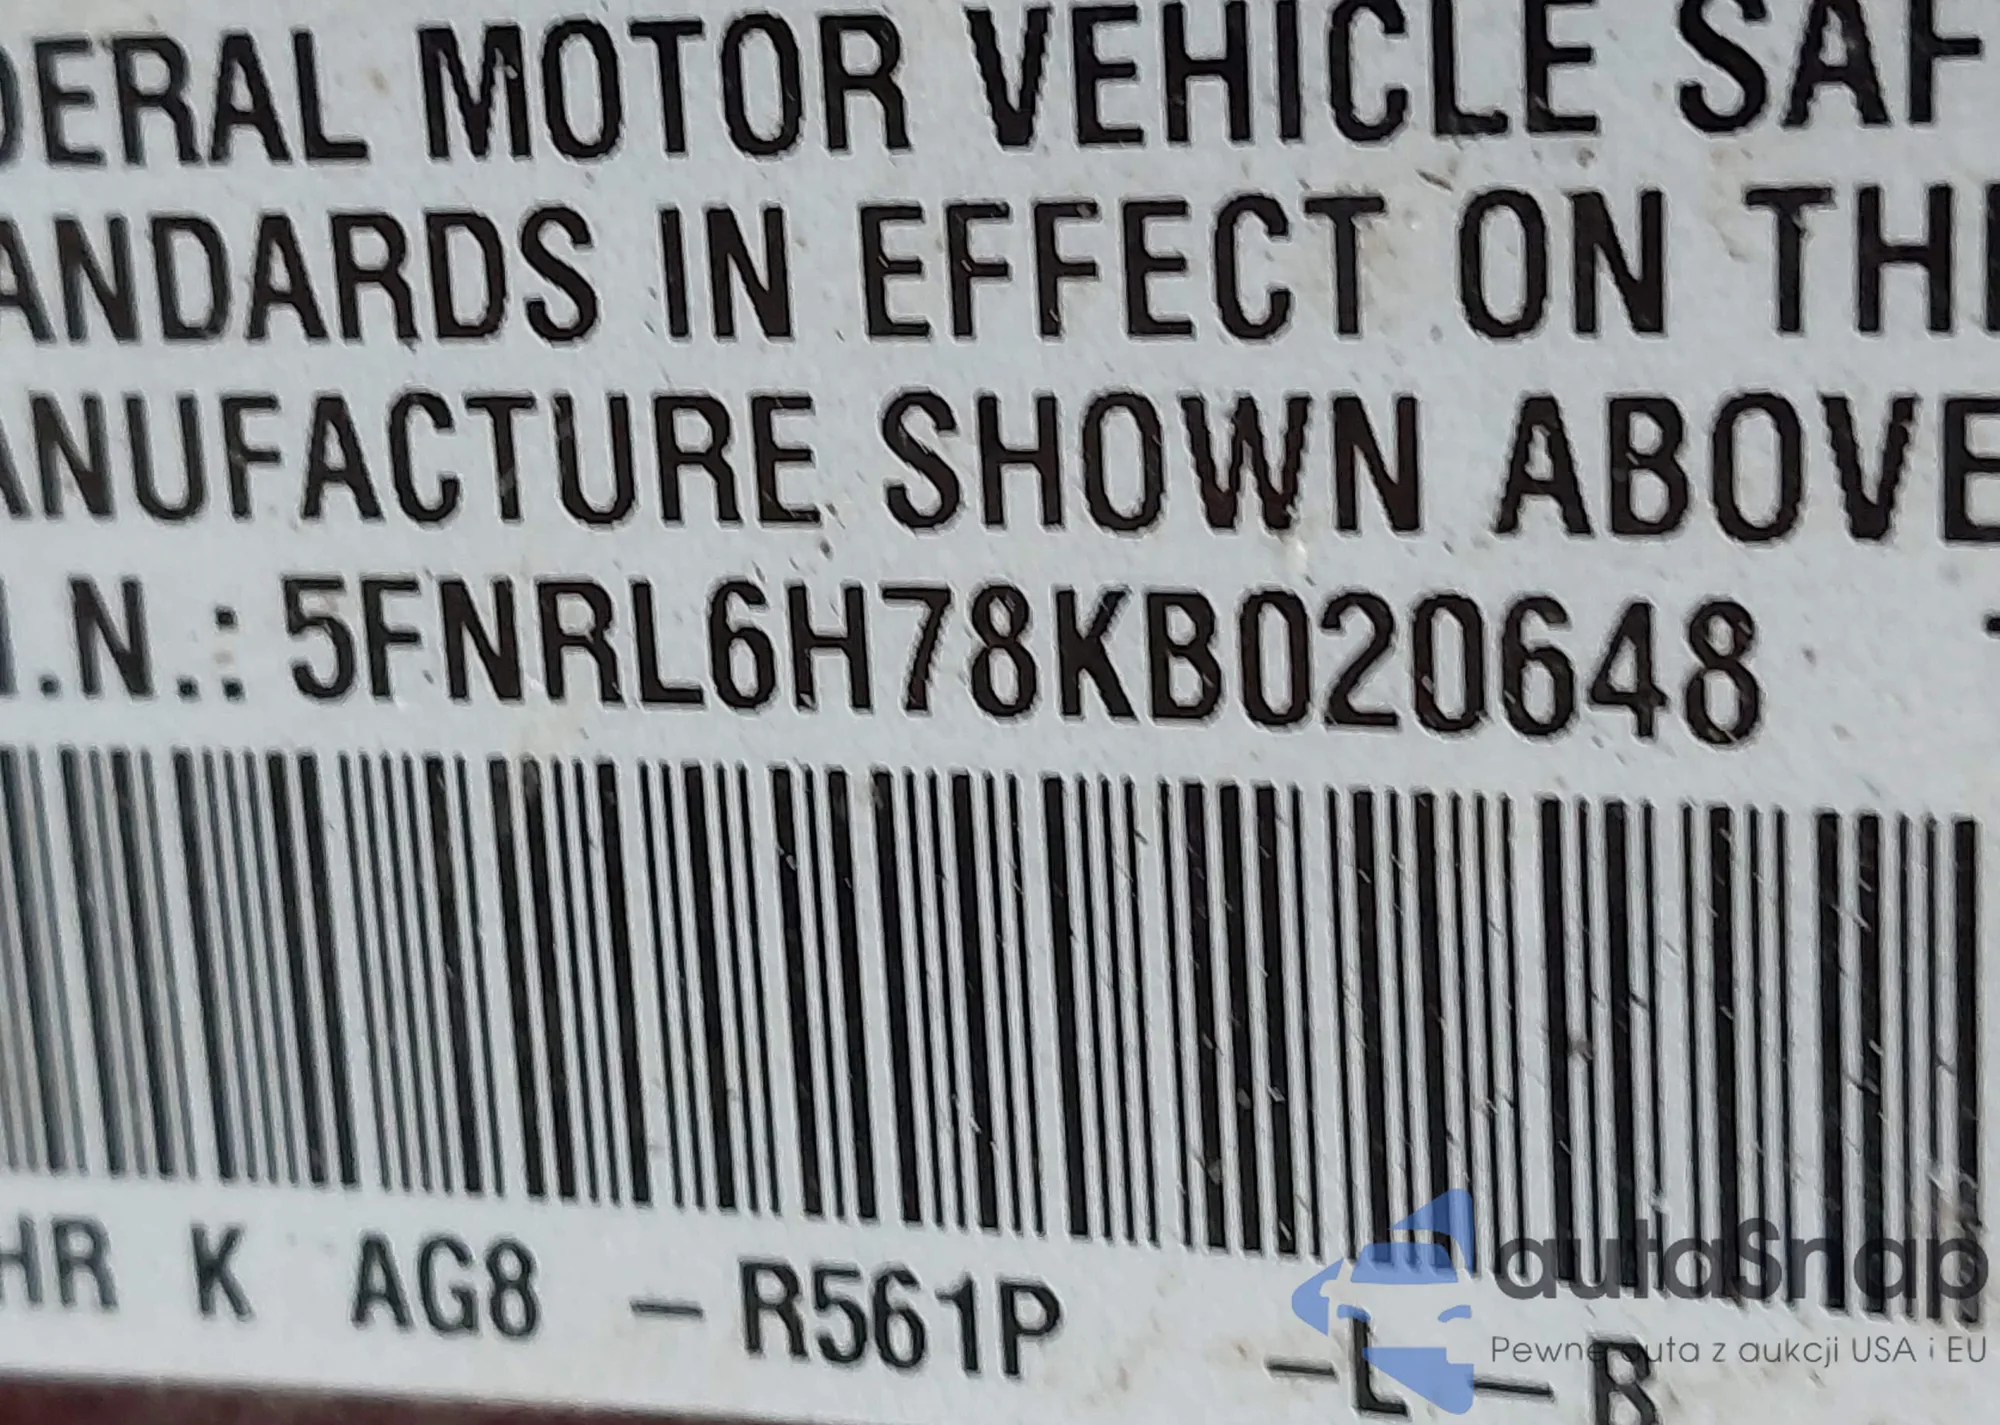 DERAL MOTOR VEHICLE SAF
ANDARDS IN EFFECT ON TH
ANUFACTURE SHOWN ABOVE
.N.: 5FNRL6H78KB020648
HR K AG8 – R561P – L – B
autaSnap
Pewne auta z aukcji USA i EU